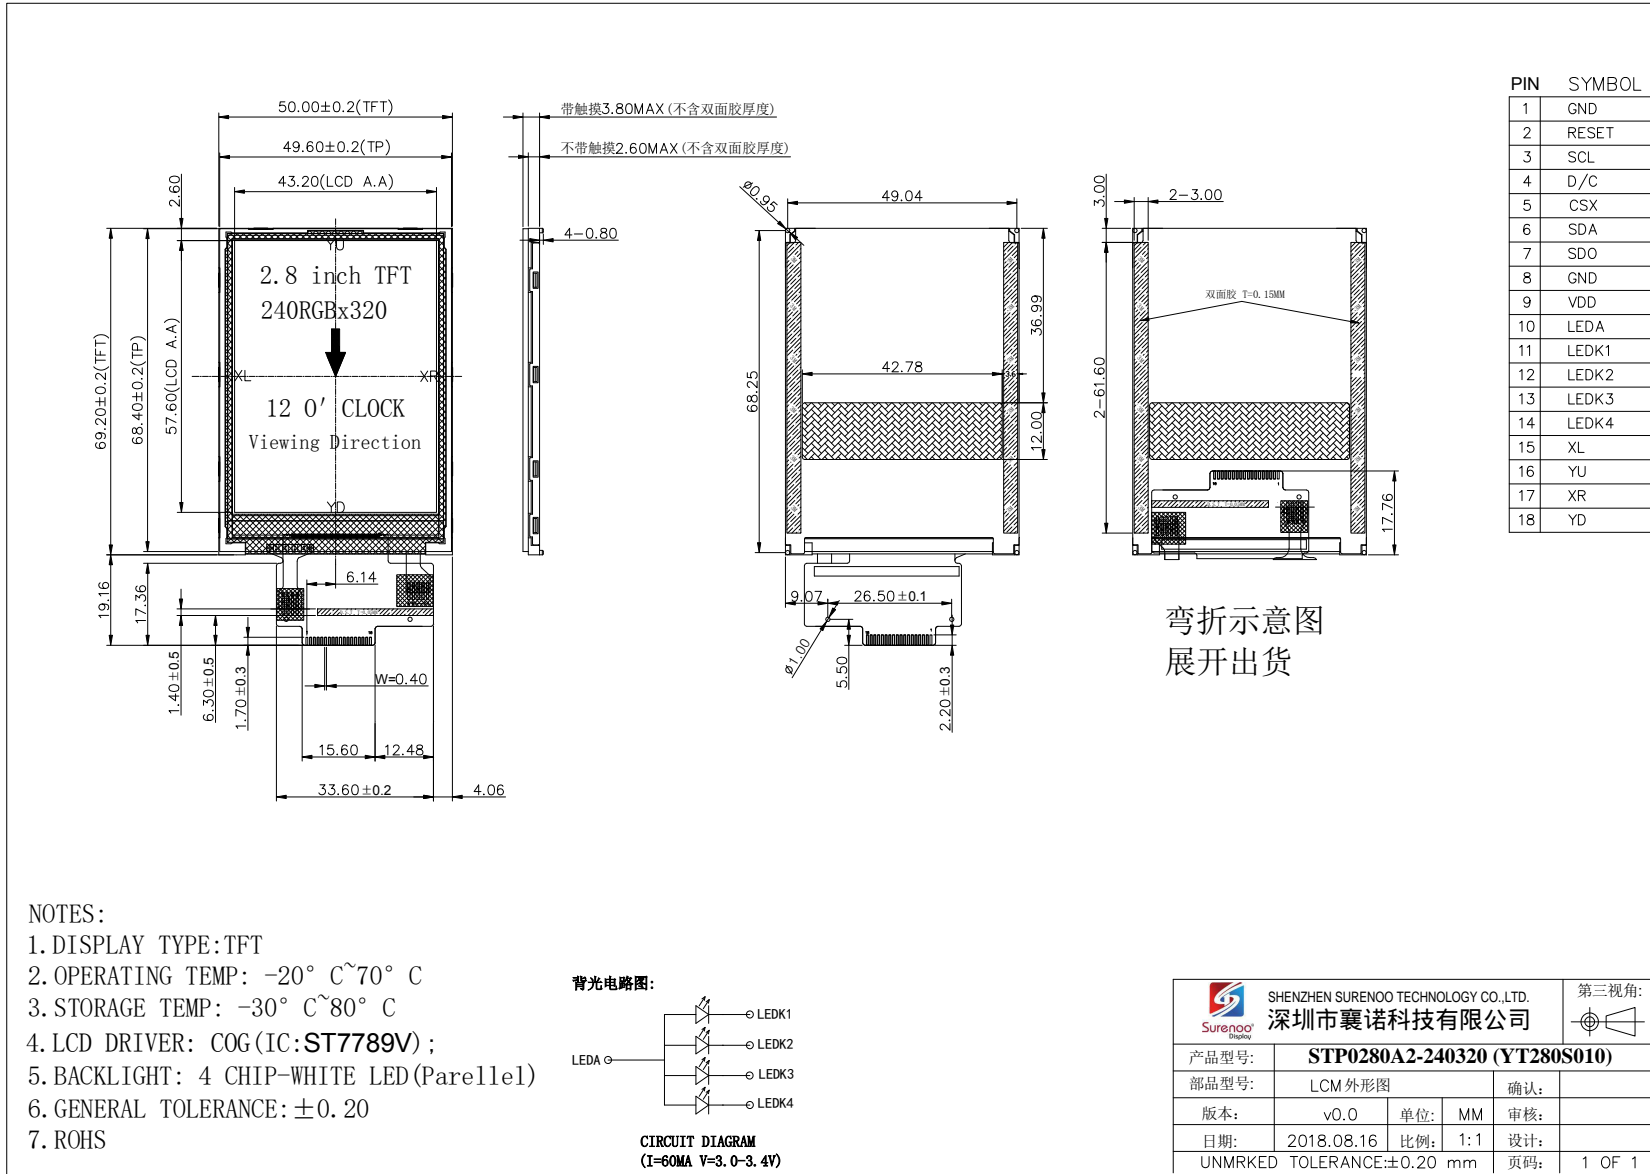 50.00±0.2(TFT)
49.60±0.2(TP)
43.20(LCD A.A)
2.60
69.20±0.2(TFT)
68.40±0.2(TP)
57.60(LCD A.A)
YU
2.8 inch TFT
240RGBx320
XL
XR
12 O' CLOCK
Viewing Direction
YD
19.16
17.36
6.14
1.40±0.5
6.30±0.5
1.70±0.3
W=0.40
15.60
12.48
33.60±0.2
4.06
带触摸3.80MAX(不含双面胶厚度)
不带触摸2.60MAX(不含双面胶厚度)
4-0.80
ø0.95
49.04
68.25
36.99
42.78
12.00
9.07
26.50±0.1
ø1.00
5.50
2.20±0.3
3.00
2-3.00
双面胶 T=0.15MM
2-61.60
17.76
弯折示意图
展开出货
PIN SYMBOL
1 GND
2 RESET
3 SCL
4 D/C
5 CSX
6 SDA
7 SDO
8 GND
9 VDD
10 LEDA
11 LEDK1
12 LEDK2
13 LEDK3
14 LEDK4
15 XL
16 YU
17 XR
18 YD
NOTES:
1.DISPLAY TYPE:TFT
2.OPERATING TEMP: -20° C~70° C
3.STORAGE TEMP: -30° C~80° C
4.LCD DRIVER: COG(IC:ST7789V);
5.BACKLIGHT: 4 CHIP-WHITE LED(Parellel)
6.GENERAL TOLERANCE:±0.20
7.ROHS
背光电路图:
LEDA
LEDK1
LEDK2
LEDK3
LEDK4
CIRCUIT DIAGRAM
(I=60MA V=3.0-3.4V)
Surenoo
Display
SHENZHEN SURENOO TECHNOLOGY CO.,LTD.
深圳市襄诺科技有限公司
第三视角:
产品型号: STP0280A2-240320 (YT280S010)
部品型号: LCM外形图 确认:
版本: v0.0 单位: MM 审核:
日期: 2018.08.16 比例: 1:1 设计:
UNMRKED TOLERANCE:±0.20 mm 页码: 1 OF 1